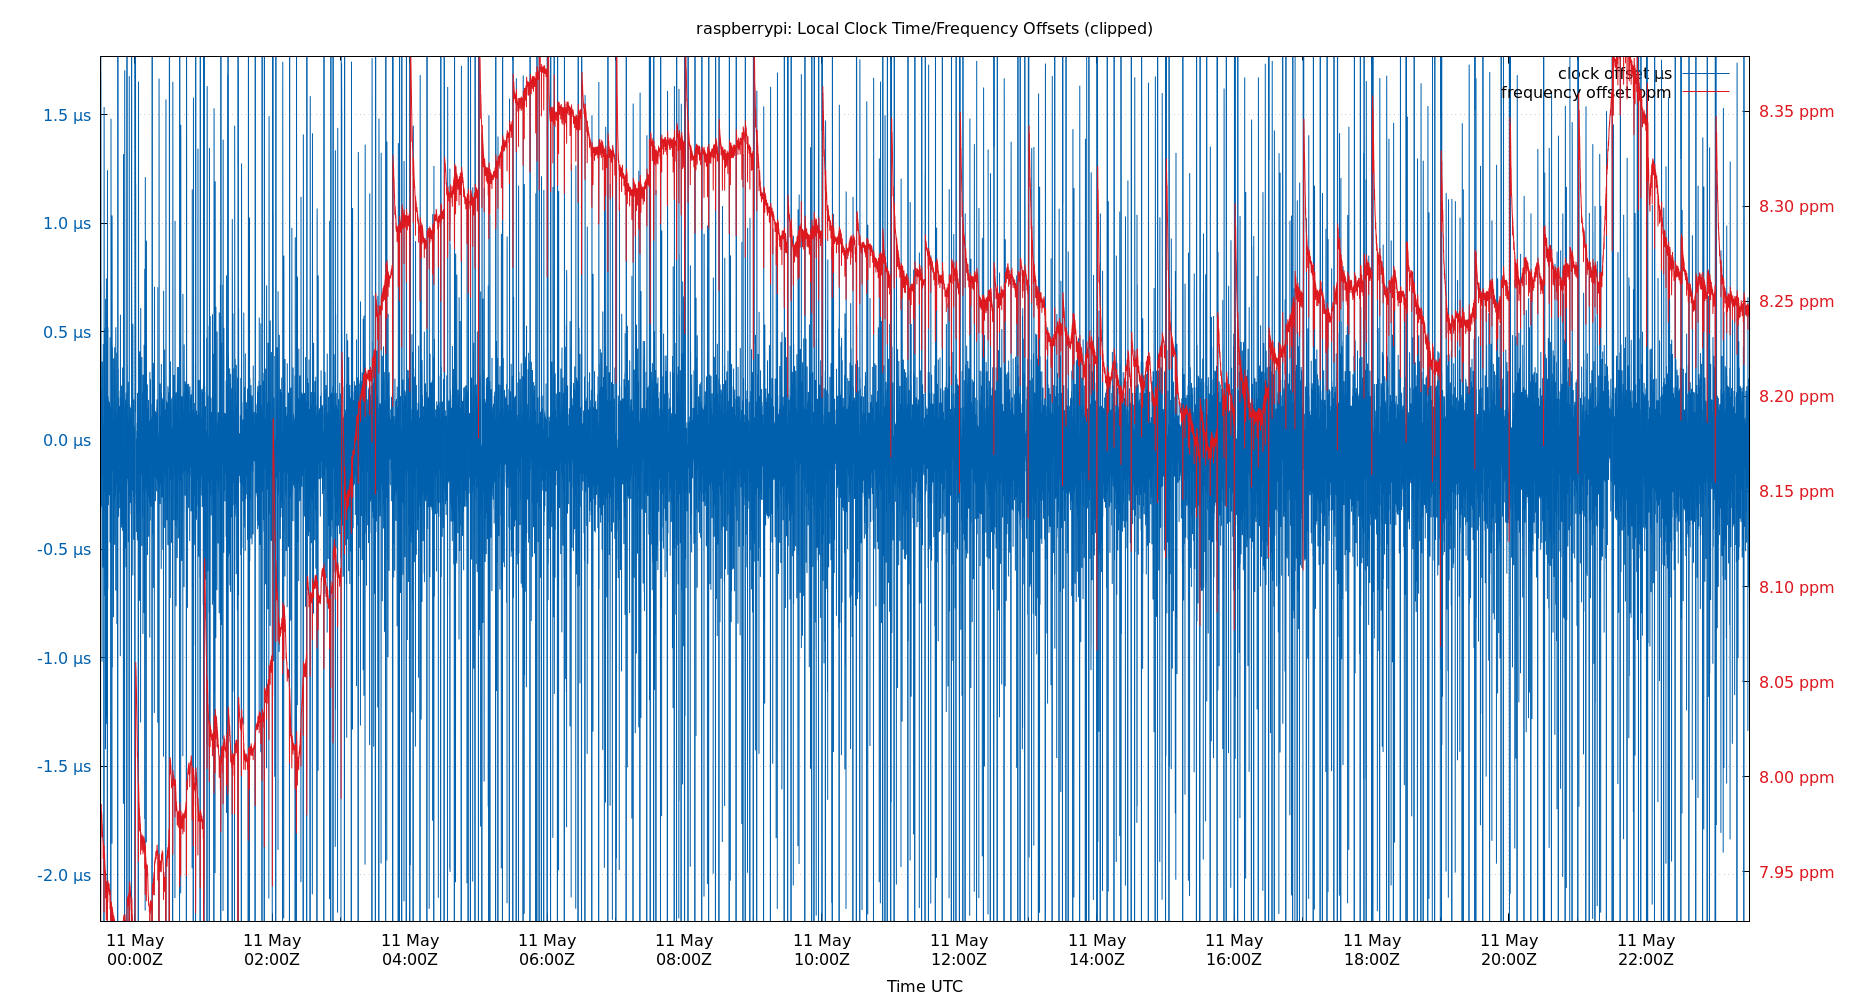 raspberrypi: Local Clock Time/Frequency Offsets (clipped)
clock offset µs
frequency offset ppm
1.5 µs
1.0 µs
0.5 µs
0.0 µs
-0.5 µs
-1.0 µs
-1.5 µs
-2.0 µs
8.35 ppm
8.30 ppm
8.25 ppm
8.20 ppm
8.15 ppm
8.10 ppm
8.05 ppm
8.00 ppm
7.95 ppm
11 May
00:00Z
11 May
02:00Z
11 May
04:00Z
11 May
06:00Z
11 May
08:00Z
11 May
10:00Z
11 May
12:00Z
11 May
14:00Z
11 May
16:00Z
11 May
18:00Z
11 May
20:00Z
11 May
22:00Z
Time UTC